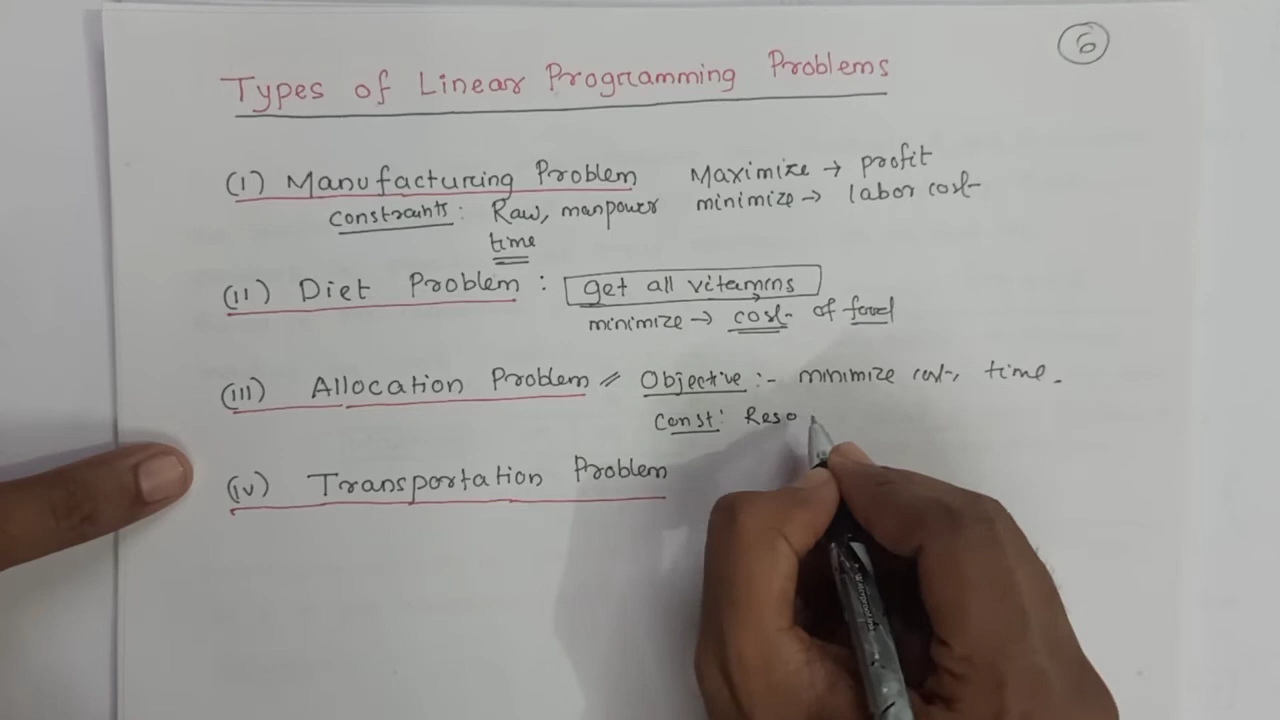 6
Types of Linear Programming Problems
(i) Manufacturing Problem Maximize → profit
Constraints: Raw, manpower minimize → labor cost
time
(ii) Diet Problem : get all vitamins
minimize → cost of food
(iii) Allocation Problem // Objective :- minimize cost, time.
Const: Reso
(iv) Transportation Problem